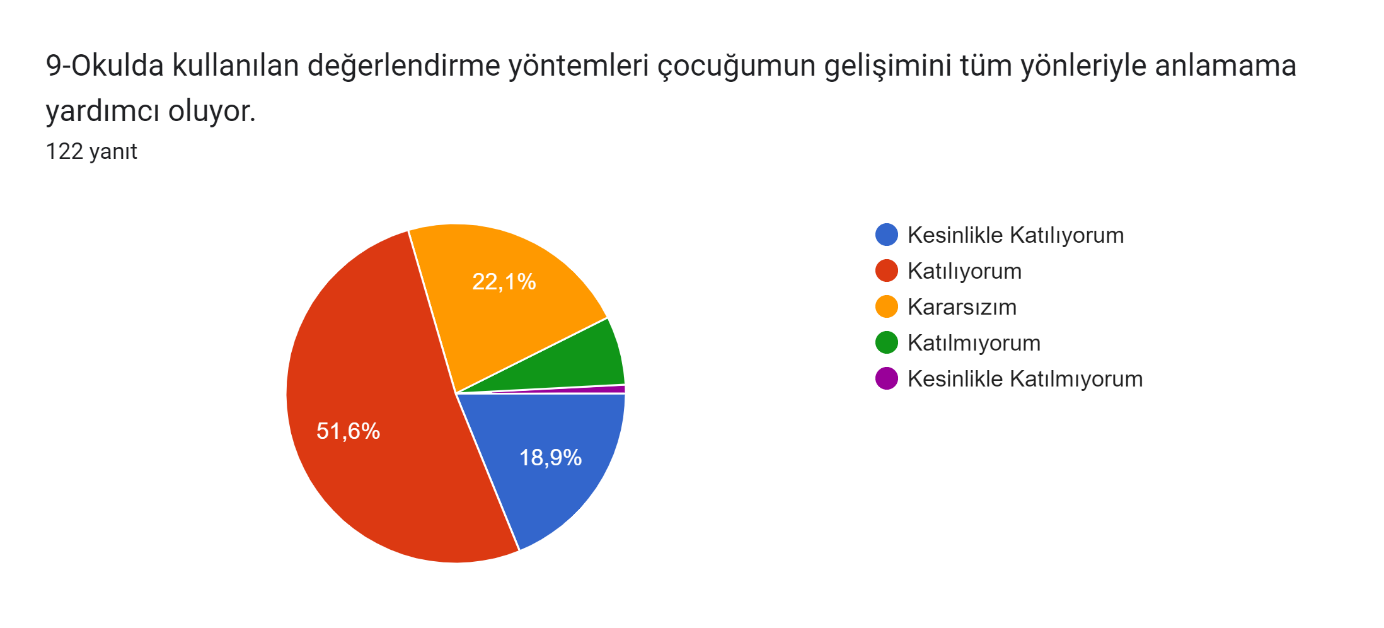 9-Okulda kullanılan değerlendirme yöntemleri çocuğumun gelişimini tüm yönleriyle anlamama
yardımcı oluyor.
122 yanıt
Kesinlikle Katılıyorum
Katılıyorum
Kararsızım
Katılmıyorum
Kesinlikle Katılmıyorum
22,1%
51,6%
18,9%